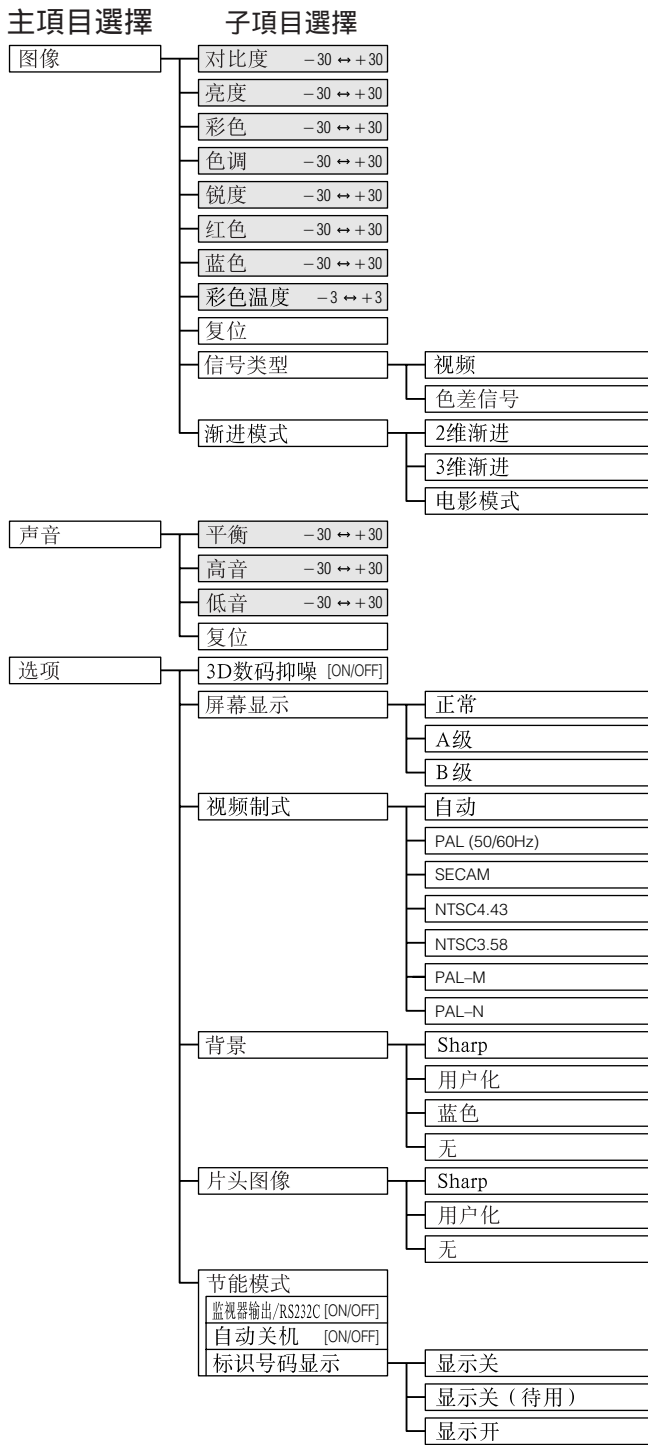 主項目選擇 子項目選擇
图像 对比度 −30 ↔ +30
亮度 −30 ↔ +30
彩色 −30 ↔ +30
色调 −30 ↔ +30
锐度 −30 ↔ +30
红色 −30 ↔ +30
蓝色 −30 ↔ +30
彩色温度 −3 ↔ +3
复位
信号类型 视频
色差信号
渐进模式 2维渐进
3维渐进
电影模式
声音 平衡 −30 ↔ +30
高音 −30 ↔ +30
低音 −30 ↔ +30
复位
选项 3D数码抑噪 [ON/OFF]
屏幕显示 正常
A级
B级
视频制式 自动
PAL (50/60Hz)
SECAM
NTSC4.43
NTSC3.58
PAL–M
PAL–N
背景 Sharp
用户化
蓝色
无
片头图像 Sharp
用户化
无
节能模式
监视器输出/RS232C [ON/OFF]
自动关机 [ON/OFF]
标识号码显示 显示关
显示关（待用）
显示开